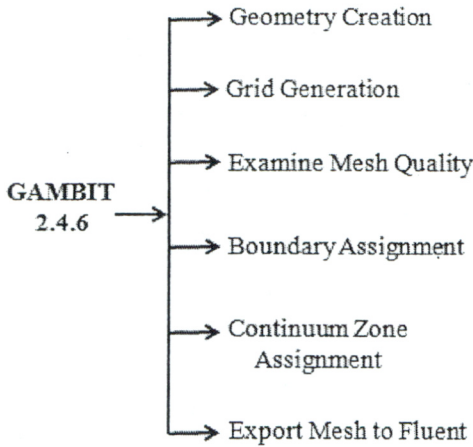 Geometry Creation
Grid Generation
Examine Mesh Quality
GAMBIT
2.4.6
Boundary Assignment
Continuum Zone
Assignment
Export Mesh to Fluent